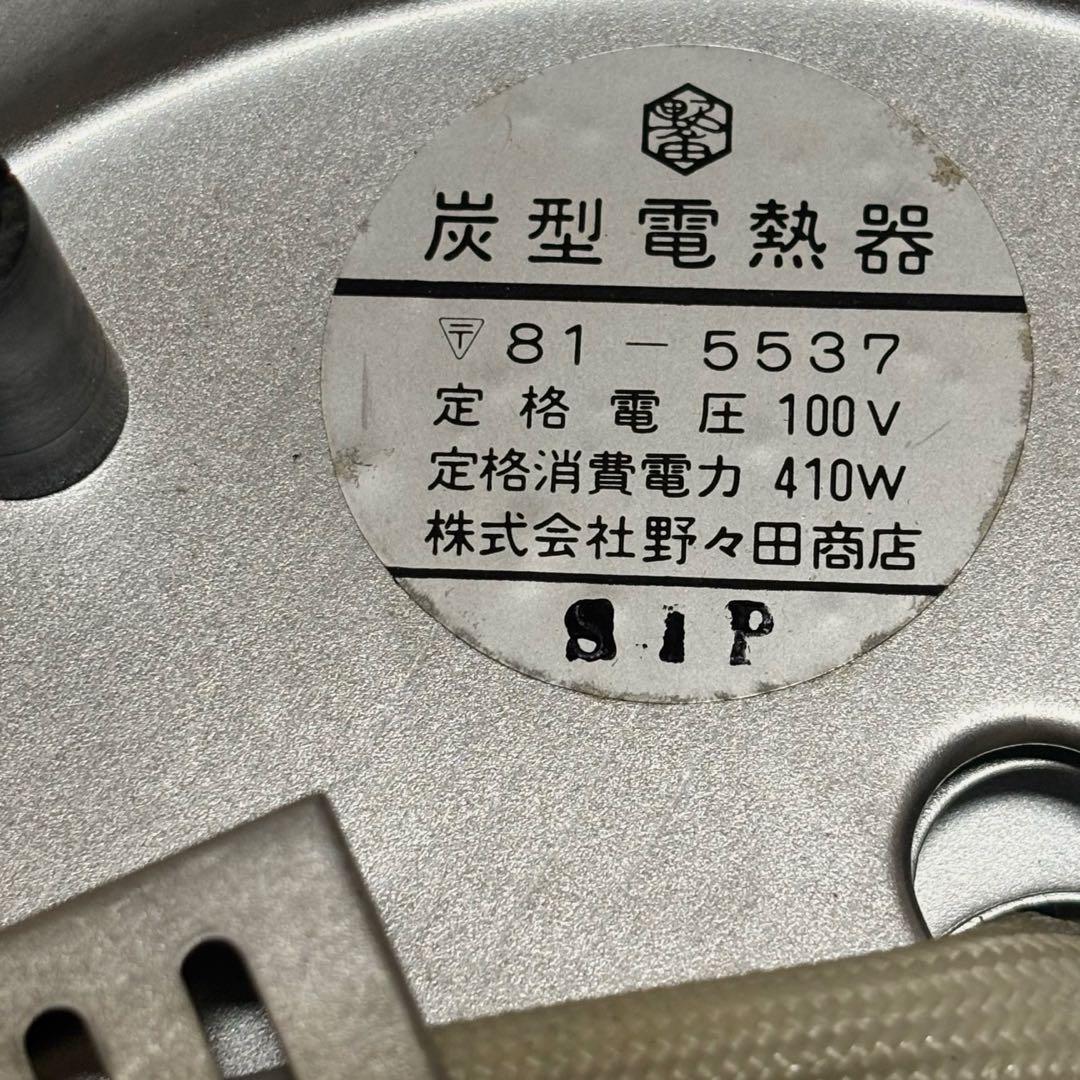 炭型電熱器
〒 81-5537
定格電圧 100V
定格消費電力 410W
株式会社野々田商店
S1P